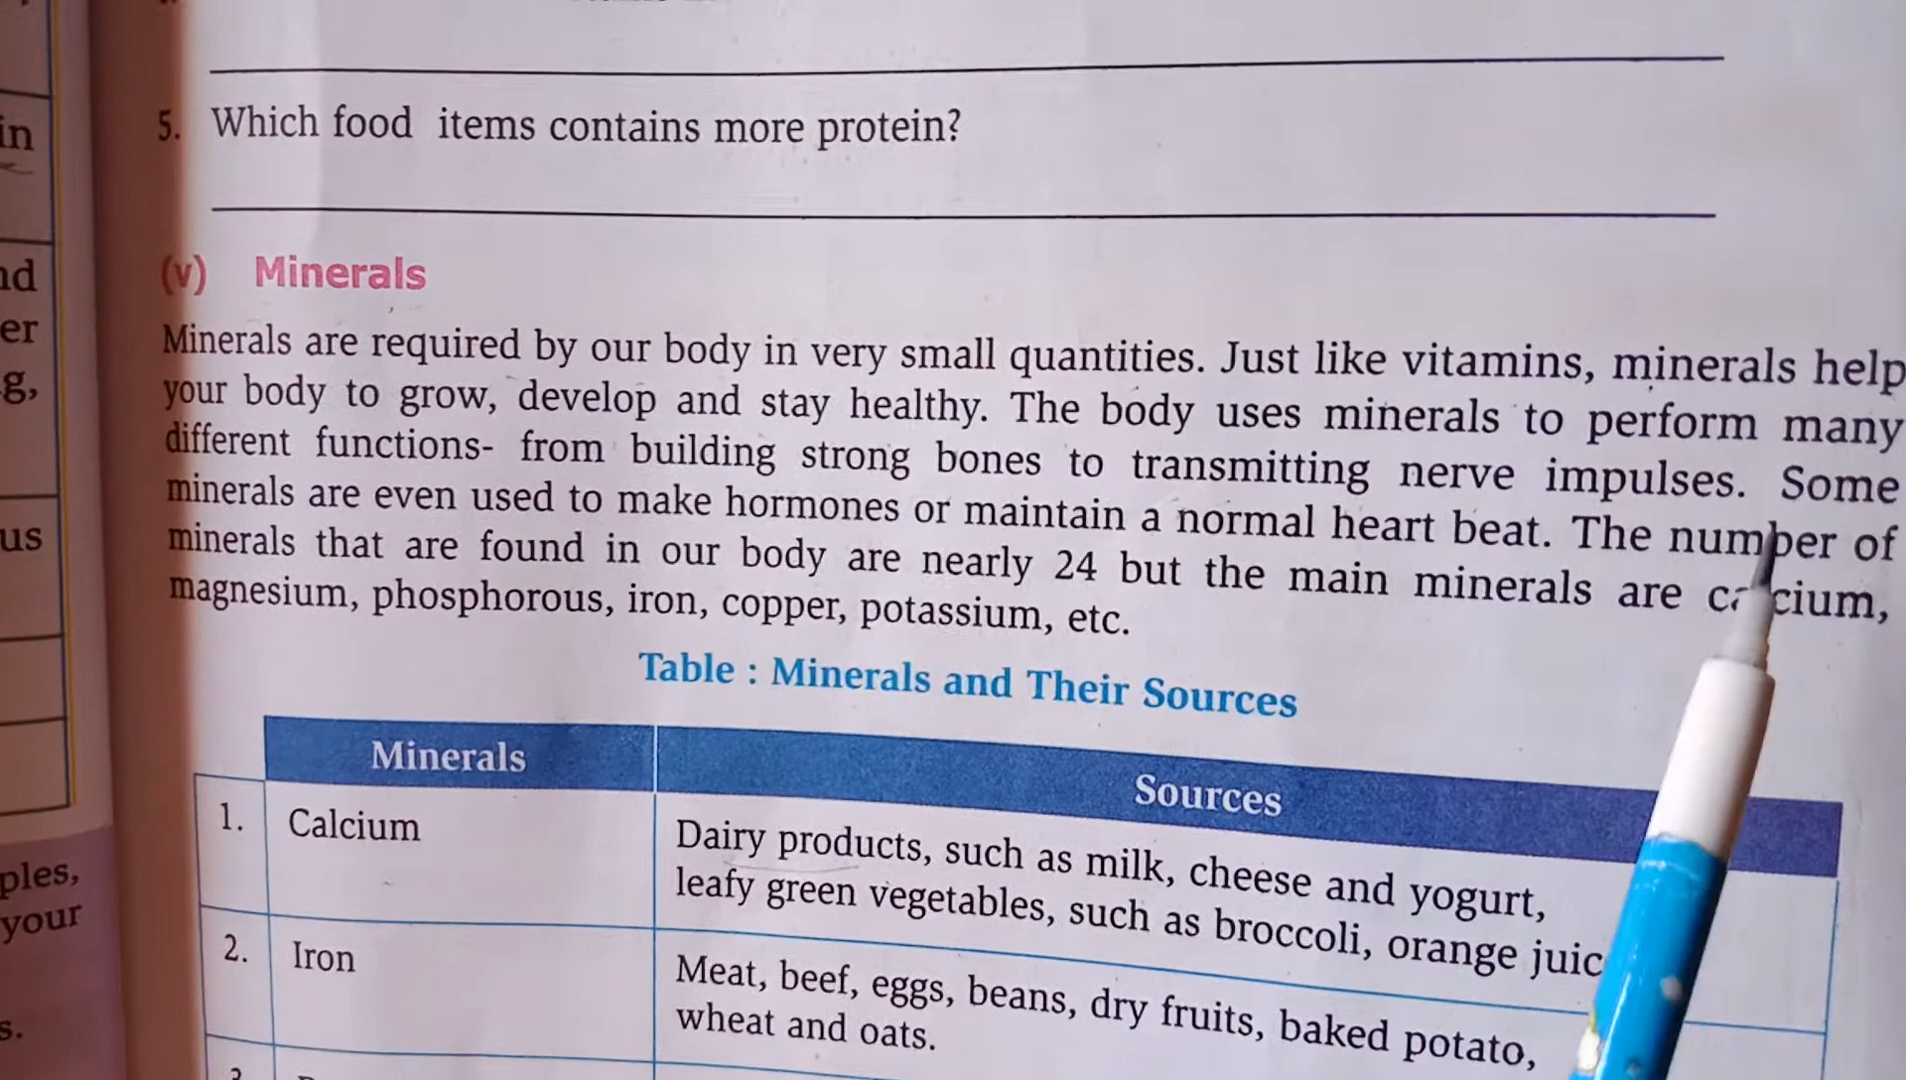 5. Which food items contains more protein?
(v) Minerals
Minerals are required by our body in very small quantities. Just like vitamins, minerals help
your body to grow, develop and stay healthy. The body uses minerals to perform many
different functions- from building strong bones to transmitting nerve impulses. Some
minerals are even used to make hormones or maintain a normal heart beat. The number of
minerals that are found in our body are nearly 24 but the main minerals are calcium,
magnesium, phosphorous, iron, copper, potassium, etc.
Table : Minerals and Their Sources
Minerals Sources
1. Calcium Dairy products, such as milk, cheese and yogurt,
leafy green vegetables, such as broccoli, orange juic
2. Iron Meat, beef, eggs, beans, dry fruits, baked potato,
wheat and oats.
in
nd
er
g,
us
ples,
your
s.